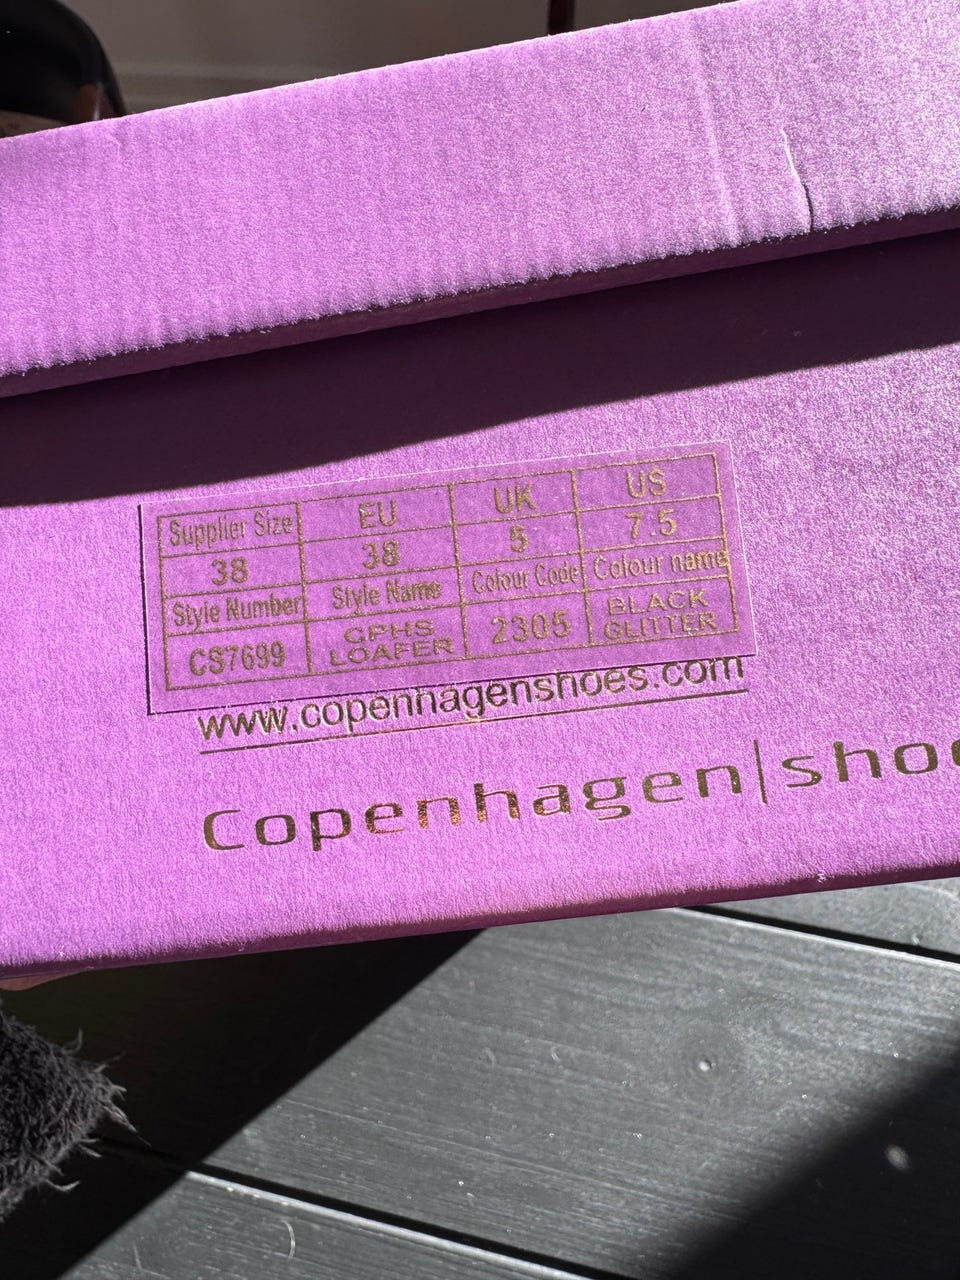 Supplier Size EU UK US
38 38 5 7.5
Style Number Style Name Colour Code Colour name
CS7699 CPHS LOAFER 2305 BLACK GLITTER
www.copenhagenshoes.com
Copenhagen|shoe